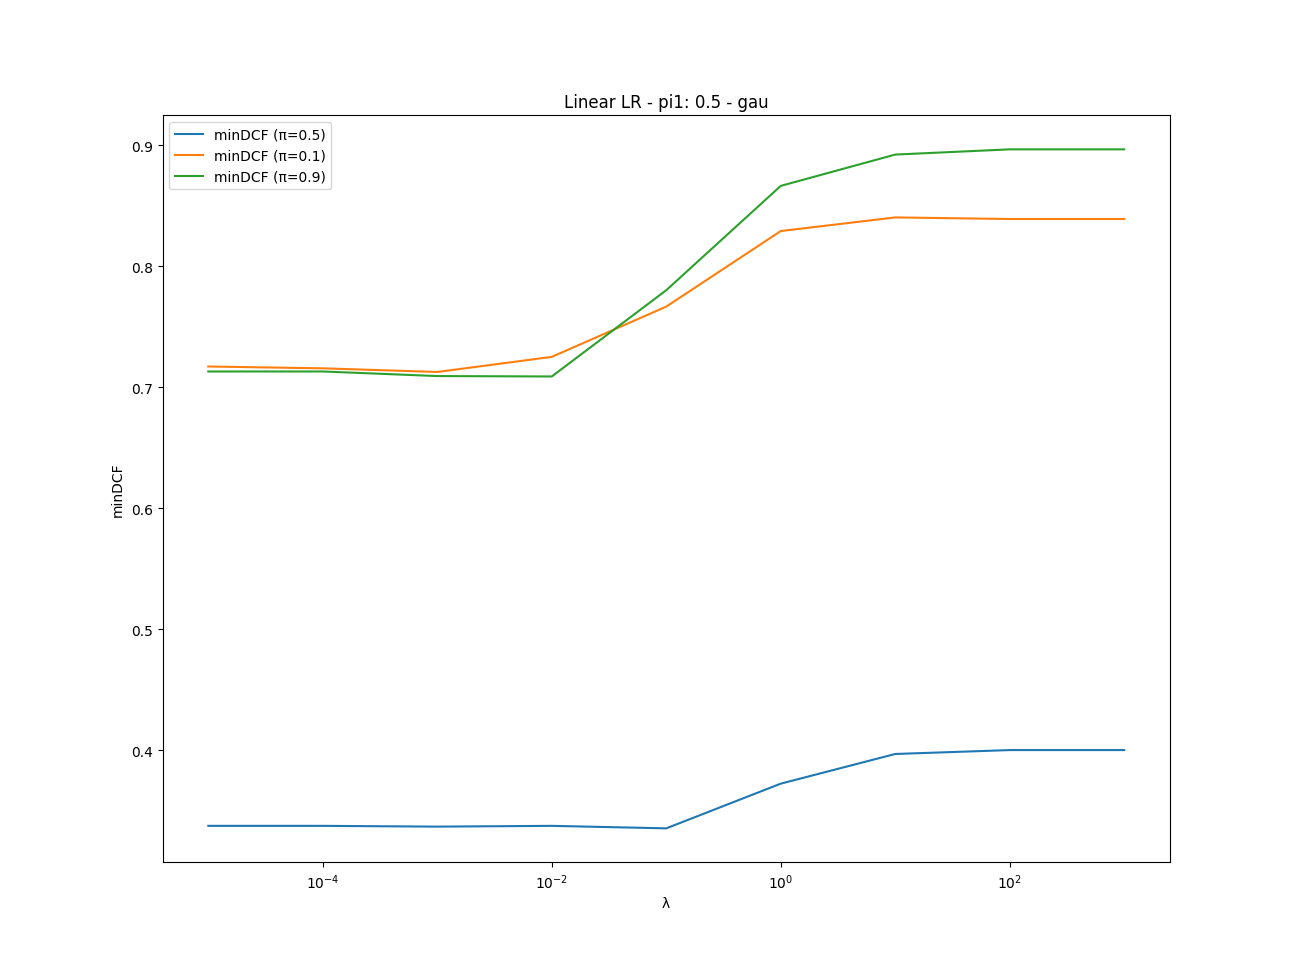 Linear LR - pi1: 0.5 - gau
minDCF (π=0.5)
minDCF (π=0.1)
minDCF (π=0.9)
0.9
0.8
0.7
0.6
0.5
0.4
minDCF
10⁻⁴
10⁻²
10⁰
10²
λ